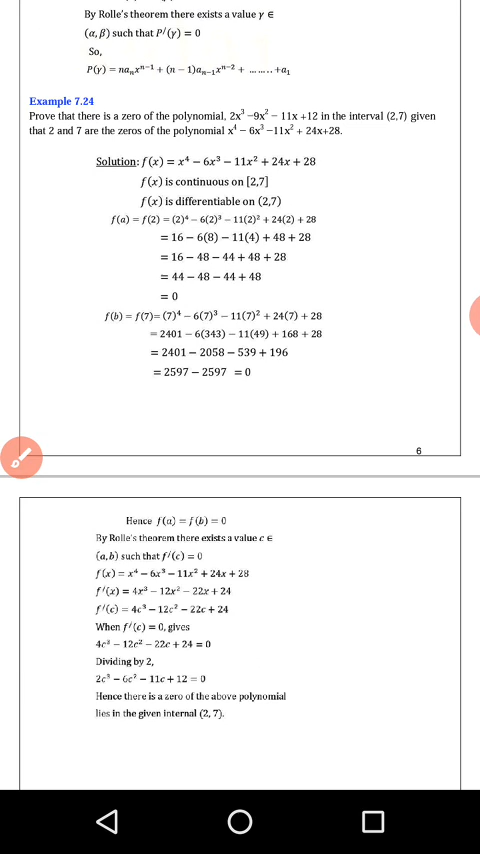 By Rolle's theorem there exists a value γ ∈
(α, β) such that P/(γ) = 0
So,
P(γ) = naₙxⁿ⁻¹ + (n − 1)aₙ₋₁xⁿ⁻² + ........+a₁
Example 7.24
Prove that there is a zero of the polynomial, 2x³ −9x² − 11x +12 in the interval (2,7) given
that 2 and 7 are the zeros of the polynomial x⁴ − 6x³ −11x² + 24x+28.
Solution: f(x) = x⁴ − 6x³ − 11x² + 24x + 28
f(x) is continuous on [2,7]
f(x) is differentiable on (2,7)
f(a) = f(2) = (2)⁴ − 6(2)³ − 11(2)² + 24(2) + 28
= 16 − 6(8) − 11(4) + 48 + 28
= 16 − 48 − 44 + 48 + 28
= 44 − 48 − 44 + 48
= 0
f(b) = f(7)= (7)⁴ − 6(7)³ − 11(7)² + 24(7) + 28
= 2401 − 6(343) − 11(49) + 168 + 28
= 2401 − 2058 − 539 + 196
= 2597 − 2597 = 0
6
Hence f(a) = f(b) = 0
By Rolle's theorem there exists a value c ∈
(a, b) such that f/(c) = 0
f(x) = x⁴ − 6x³ − 11x² + 24x + 28
f/(x) = 4x³ − 12x² − 22x + 24
f/(c) = 4c³ − 12c² − 22c + 24
When f/(c) = 0, gives
4c³ − 12c² − 22c + 24 = 0
Dividing by 2,
2c³ − 6c² − 11c + 12 = 0
Hence there is a zero of the above polynomial
lies in the given internal (2, 7).